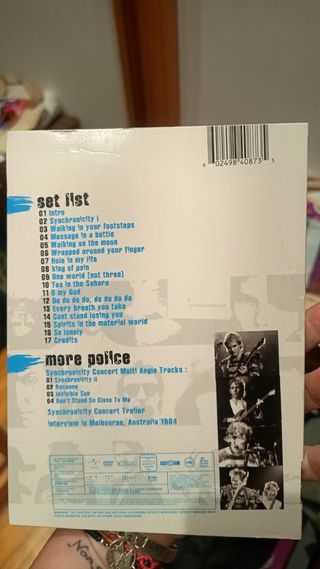 6 02498 40873 5
set list
01 Intro
02 Synchronicity i
03 Walking in your footsteps
04 Message in a bottle
05 Walking on the moon
06 Wrapped around your finger
07 Hole in my life
08 king of pain
09 One world (not three)
10 Tea in the Sahara
11 O my God
12 De do do do, de da da da
13 Every breath you take
14 Cant stand losing you
15 Spirits in the material world
16 So lonely
17 Credits
more police
Synchronicity Concert Multi Angle Tracks :
01 Synchronicity ii
02 Roxanne
03 Invisible Sun
04 Don't Stand So Close To Me
Synchronicity Concert Trailer
Interview in Melbourne, Australia 1984